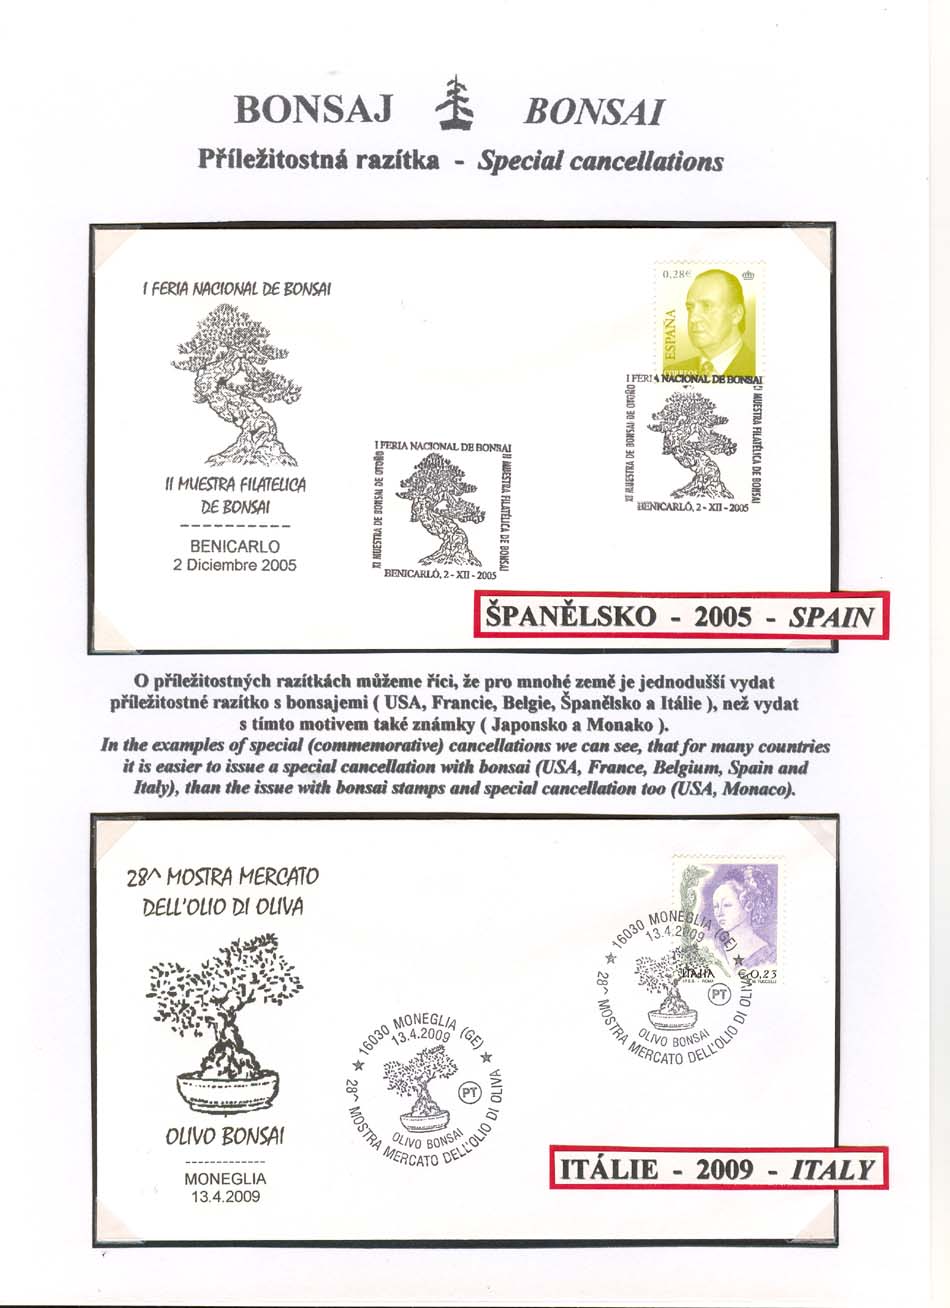 BONSAJ BONSAI
Příležitostná razítka - Special cancellations
I FERIA NACIONAL DE BONSAI
II MUESTRA FILATELICA
DE BONSAI
BENICARLO
2 Diciembre 2005
I FERIA NACIONAL DE BONSAI
XI MUESTRA DE BONSAI DE OTOÑO
II MUESTRA FILATÉLICA DE BONSAI
BENICARLÓ, 2 - XII - 2005
0,28€
ESPAÑA
CORREOS
I FERIA NACIONAL DE BONSAI
XI MUESTRA DE BONSAI DE OTOÑO
II MUESTRA FILATÉLICA DE BONSAI
BENICARLÓ, 2 - XII - 2005
ŠPANĚLSKO - 2005 - SPAIN
O příležitostných razítkách můžeme říci, že pro mnohé země je jednodušší vydat
příležitostné razítko s bonsajemi ( USA, Francie, Belgie, Španělsko a Itálie ), než vydat
s tímto motivem také známky ( Japonsko a Monako ).
In the examples of special (commemorative) cancellations we can see, that for many countries
it is easier to issue a special cancellation with bonsai (USA, France, Belgium, Spain and
Italy), than the issue with bonsai stamps and special cancellation too (USA, Monaco).
28^ MOSTRA MERCATO
DELL'OLIO DI OLIVA
OLIVO BONSAI
MONEGLIA
13.4.2009
16030 MONEGLIA (GE)
13.4.2009
PT
OLIVO BONSAI
28^ MOSTRA MERCATO DELL'OLIO DI OLIVA
ITALIA € 0,23
16030 MONEGLIA (GE)
13.4.2009
PT
OLIVO BONSAI
28^ MOSTRA MERCATO DELL'OLIO DI OLIVA
ITÁLIE - 2009 - ITALY